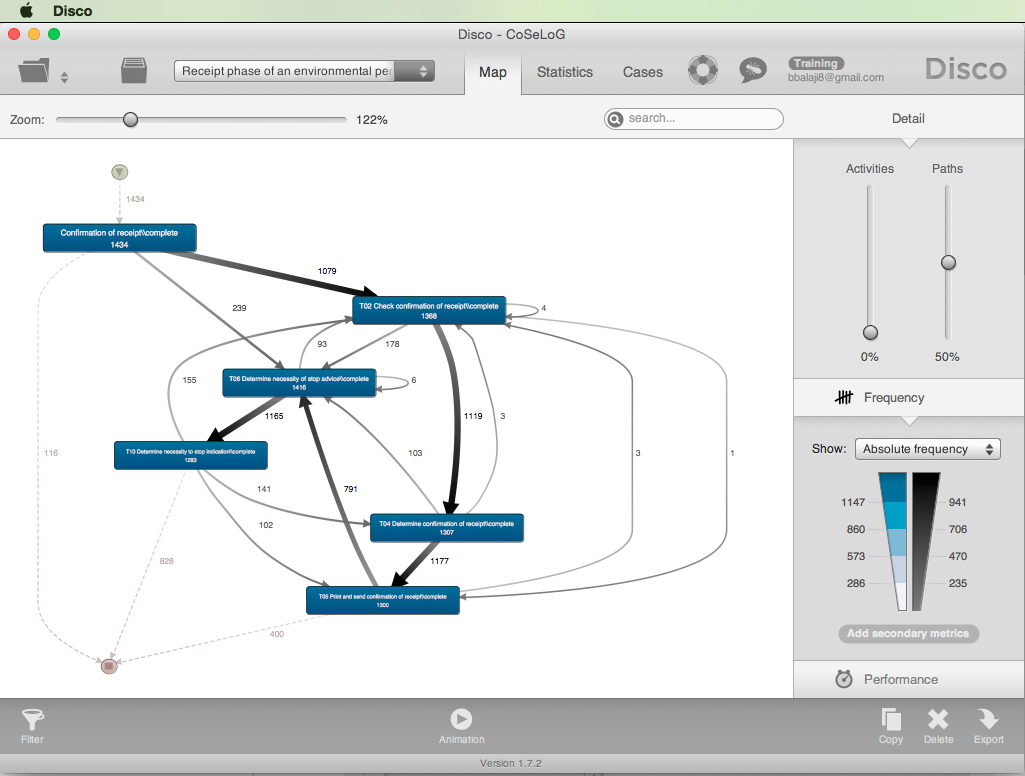 Disco
Disco - CoSeLoG
Receipt phase of an environmental per
Map
Statistics
Cases
Training
bbalaji8@gmail.com
Disco
Zoom:
122%
search...
Detail
Activities
Paths
0%
50%
Frequency
Show:
Absolute frequency
1147
941
860
706
573
470
286
235
Add secondary metrics
Performance
1434
Confirmation of receipt\\complete
1434
1079
239
T02 Check confirmation of receipt\\complete
1368
4
93
178
155
T06 Determine necessity of stop advice\\complete
1416
6
1165
1119
3
T10 Determine necessity to stop indication\\complete
1283
116
103
3
1
141
791
102
T04 Determine confirmation of receipt\\complete
1307
828
1177
T05 Print and send confirmation of receipt\\complete
1300
400
Filter
Animation
Copy
Delete
Export
Version 1.7.2